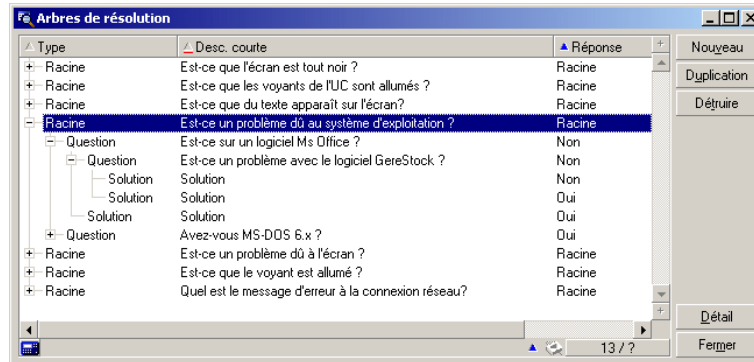 Arbres de résolution
Type Desc. courte Réponse Nouveau
Racine Est-ce que l'écran est tout noir ? Racine
Racine Est-ce que les voyants de l'UC sont allumés ? Racine Duplication
Racine Est-ce que du texte apparaît sur l'écran? Racine Détruire
Racine Est-ce un problème dû au système d'exploitation ? Racine
Question Est-ce sur un logiciel Ms Office ? Non
Question Est-ce un problème avec le logiciel GereStock ? Non
Solution Solution Non
Solution Solution Oui
Solution Solution Oui
Question Avez-vous MS-DOS 6.x ? Oui
Racine Est-ce un problème dû à l'écran ? Racine
Racine Est-ce que le voyant est allumé ? Racine
Racine Quel est le message d'erreur à la connexion réseau? Racine
Détail
13 / ? Fermer